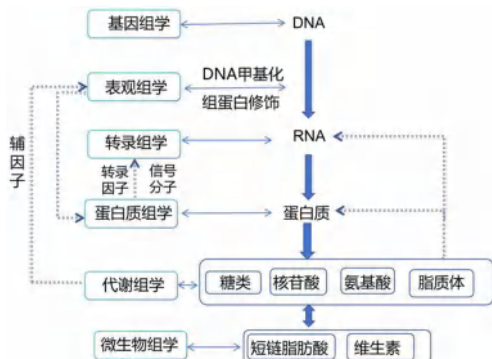 基因组学 DNA
表观组学 DNA甲基化
组蛋白修饰
辅因子
转录组学 RNA
转录因子 信号分子
蛋白质组学 蛋白质
代谢组学 糖类 核苷酸 氨基酸 脂质体
微生物组学 短链脂肪酸 维生素